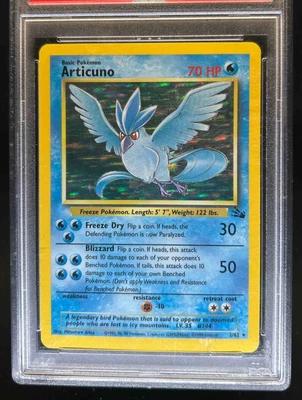 Basic Pokémon
Articuno
70 HP
Freeze Pokémon. Length: 5' 7", Weight: 122 lbs.
Freeze Dry Flip a coin. If heads, the
Defending Pokémon is now Paralyzed.
30
Blizzard Flip a coin. If heads, this attack
does 10 damage to each of your opponent's
Benched Pokémon. If tails, this attack does
10 damage to each of your own Benched
Pokémon. (Don't apply Weakness and Resistance
for Benched Pokémon.)
50
weakness
resistance
retreat cost
-30
A legendary bird Pokémon that is said to appear to doomed
people who are lost in icy mountains. LV. 35 #144